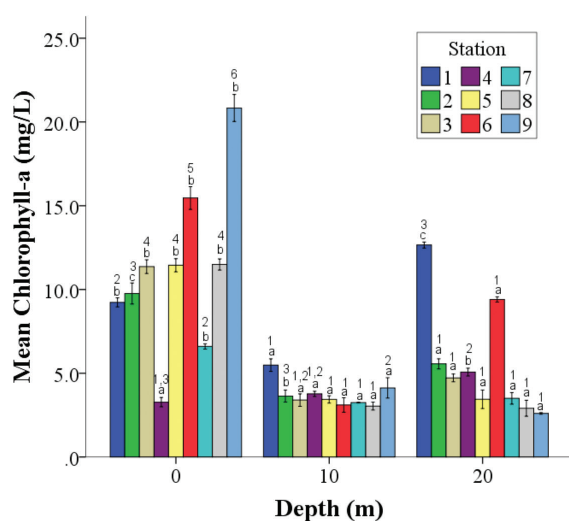 Mean Chlorophyll-a (mg/L)
25.0
20.0
15.0
10.0
5.0
.0
Station
1 4 7
2 5 8
3 6 9
2
b
3
c
4
b
1,3
a
4
b
5
b
2
b
4
b
6
b
1
a
3
b
1,2
a
1,2
a
1
a
1
a
1
a
1
a
2
a
3
c
1
a
1
a
2
b
1
a
1
a
1
a
1
a
1
a
0 10 20
Depth (m)